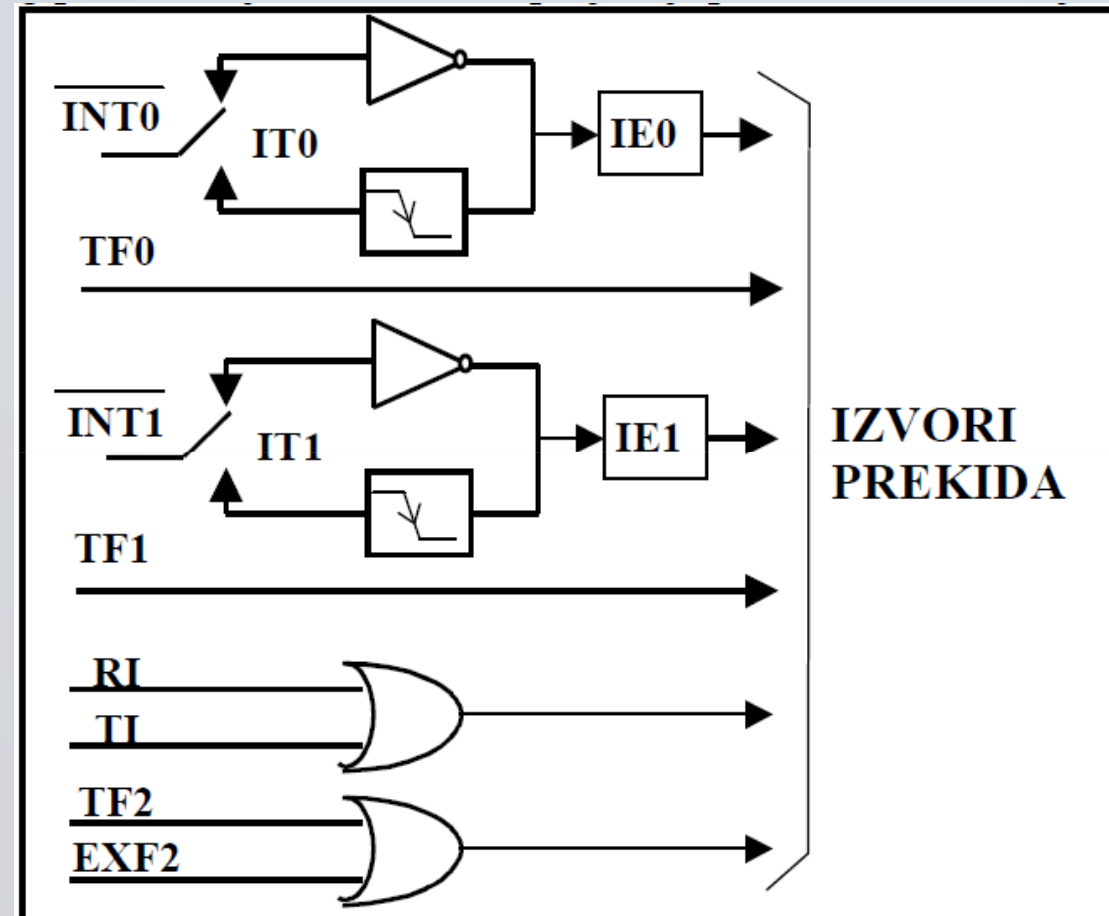 INT0
IT0
IE0
TF0
INT1
IT1
IE1
TF1
IZVORI
PREKIDA
RI
TI
TF2
EXF2